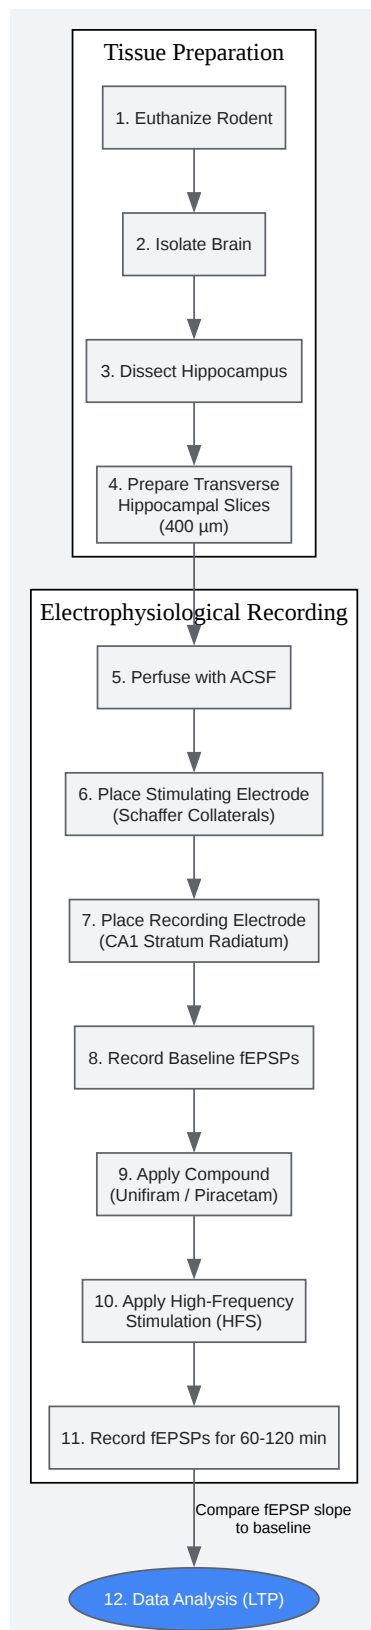 Tissue Preparation
1. Euthanize Rodent
2. Isolate Brain
3. Dissect Hippocampus
4. Prepare Transverse
Hippocampal Slices
(400 µm)
Electrophysiological Recording
5. Perfuse with ACSF
6. Place Stimulating Electrode
(Schaffer Collaterals)
7. Place Recording Electrode
(CA1 Stratum Radiatum)
8. Record Baseline fEPSPs
9. Apply Compound
(Unifiram / Piracetam)
10. Apply High-Frequency
Stimulation (HFS)
11. Record fEPSPs for 60-120 min
Compare fEPSP slope
to baseline
12. Data Analysis (LTP)